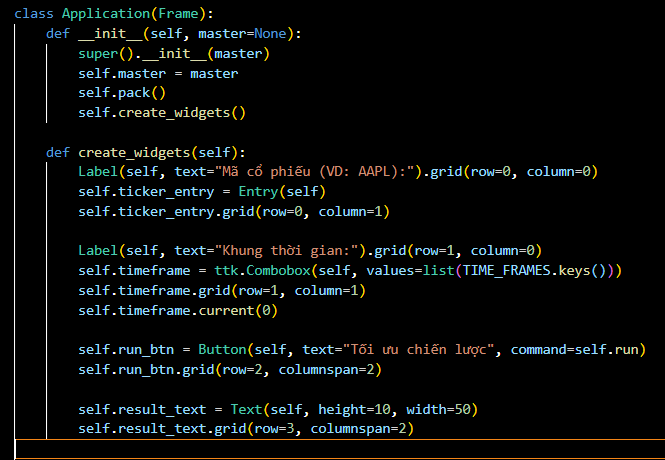 class Application(Frame):
    def __init__(self, master=None):
        super().__init__(master)
        self.master = master
        self.pack()
        self.create_widgets()

    def create_widgets(self):
        Label(self, text="Mã cổ phiếu (VD: AAPL):").grid(row=0, column=0)
        self.ticker_entry = Entry(self)
        self.ticker_entry.grid(row=0, column=1)

        Label(self, text="Khung thời gian:").grid(row=1, column=0)
        self.timeframe = ttk.Combobox(self, values=list(TIME_FRAMES.keys()))
        self.timeframe.grid(row=1, column=1)
        self.timeframe.current(0)

        self.run_btn = Button(self, text="Tối ưu chiến lược", command=self.run)
        self.run_btn.grid(row=2, columnspan=2)

        self.result_text = Text(self, height=10, width=50)
        self.result_text.grid(row=3, columnspan=2)